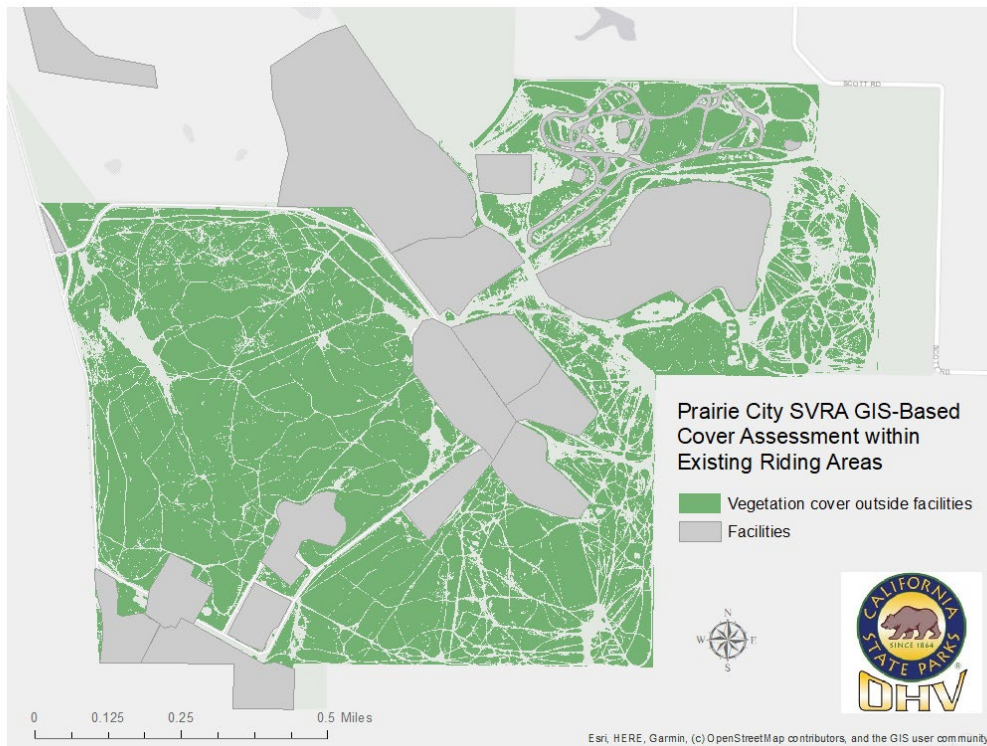 SCOTT RD
Prairie City SVRA GIS-Based
Cover Assessment within
Existing Riding Areas
Vegetation cover outside facilities
Facilities
N
W E
S
CALIFORNIA
SINCE 1864
STATE PARKS
®
OHV
0 0.125 0.25 0.5 Miles
Esri, HERE, Garmin, (c) OpenStreetMap contributors, and the GIS user community